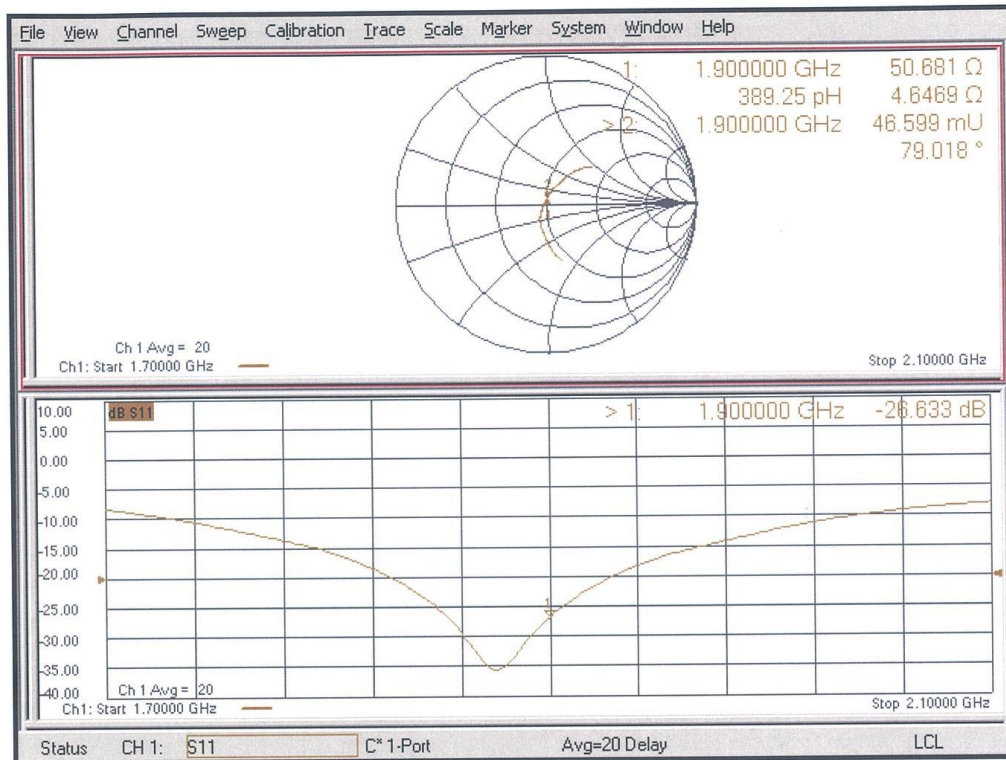 File View Channel Sweep Calibration Trace Scale Marker System Window Help
1: 1.900000 GHz 50.681 Ω
389.25 pH 4.6469 Ω
> 2: 1.900000 GHz 46.599 mU
79.018 °
1
Ch 1 Avg = 20
Ch1: Start 1.70000 GHz Stop 2.10000 GHz
10.00 dB S11 > 1: 1.900000 GHz -26.633 dB
5.00
0.00
-5.00
-10.00
-15.00
-20.00
-25.00 1
-30.00
-35.00
-40.00 Ch 1 Avg = 20
Ch1: Start 1.70000 GHz Stop 2.10000 GHz
Status CH 1: S11 C* 1-Port Avg=20 Delay LCL